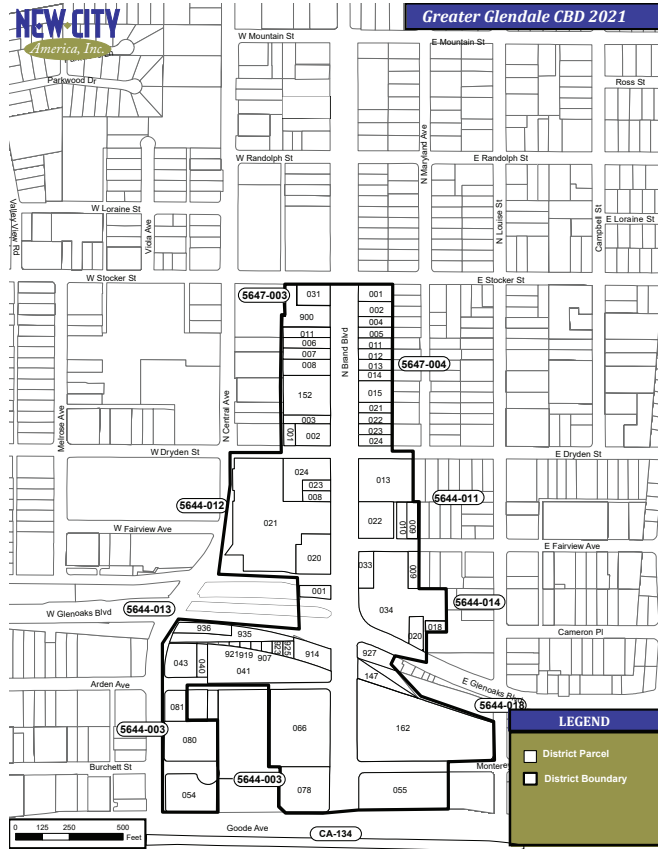 NEW CITY
America, Inc.
Greater Glendale CBD 2021
W Mountain St
E Mountain St
Parkwood Dr
Ross St
N Maryland Ave
W Randolph St
E Randolph St
Valley View Rd
W Loraine St
Viola Ave
N Louise St
Campbell St
E Loraine St
W Stocker St
E Stocker St
5647-003
031
001
900
002
004
011
005
006
011
N Brand Blvd
007
012
008
013
5647-004
014
152
015
021
003
022
001
002
023
024
Melrose Ave
N Central Ave
W Dryden St
E Dryden St
024
013
023
008
5644-011
5644-012
021
022
010
009
W Fairview Ave
E Fairview Ave
020
033
009
001
5644-013
034
5644-014
W Glenoaks Blvd
936
935
018
020
Cameron Pl
921
919
907
923
925
914
927
043
040
041
147
Arden Ave
E Glenoaks Blvd
5644-018
081
5644-003
080
066
162
LEGEND
District Parcel
Burchett St
Monterey
5644-003
District Boundary
054
078
055
0 125 250 500
Feet
Goode Ave
CA-134